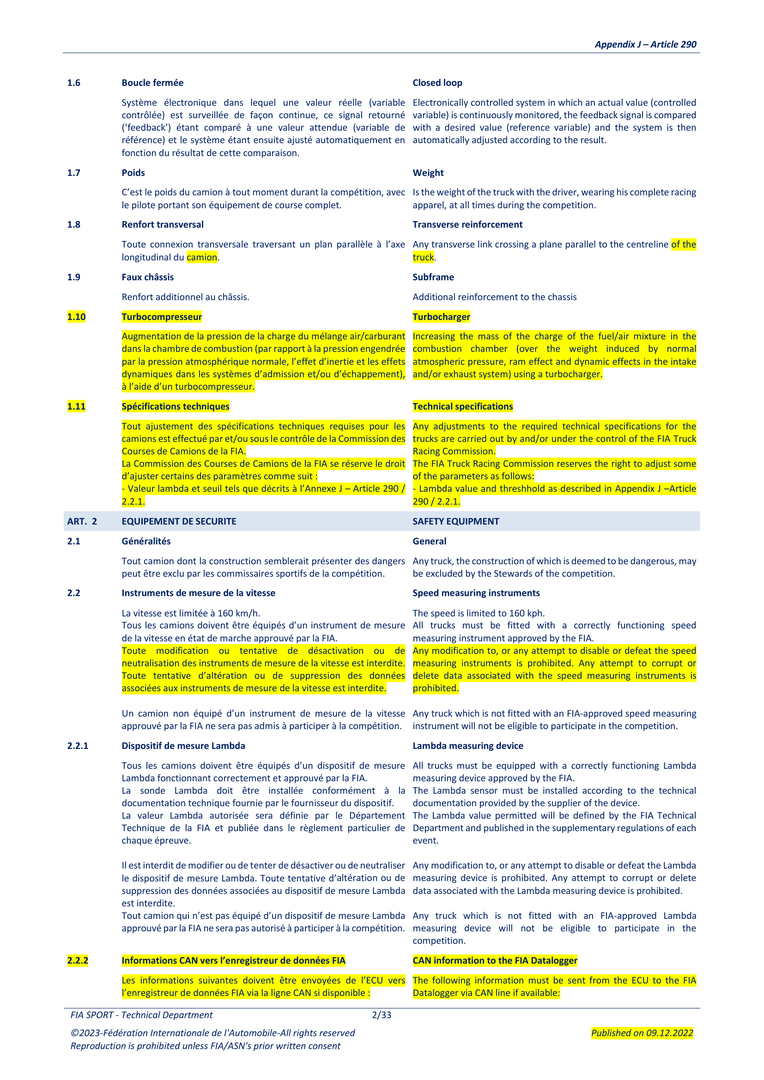 Appendix J – Article 290
1.6 Boucle fermée Closed loop
Système électronique dans lequel une valeur réelle (variable
contrôlée) est surveillée de façon continue, ce signal retourné
(‘feedback’) étant comparé à une valeur attendue (variable de
référence) et le système étant ensuite ajusté automatiquement en
fonction du résultat de cette comparaison.
Electronically controlled system in which an actual value (controlled
variable) is continuously monitored, the feedback signal is compared
with a desired value (reference variable) and the system is then
automatically adjusted according to the result.
1.7 Poids Weight
C’est le poids du camion à tout moment durant la compétition, avec
le pilote portant son équipement de course complet.
Is the weight of the truck with the driver, wearing his complete racing
apparel, at all times during the competition.
1.8 Renfort transversal Transverse reinforcement
Toute connexion transversale traversant un plan parallèle à l’axe
longitudinal du camion.
Any transverse link crossing a plane parallel to the centreline of the
truck.
1.9 Faux châssis Subframe
Renfort additionnel au châssis. Additional reinforcement to the chassis
1.10 Turbocompresseur Turbocharger
Augmentation de la pression de la charge du mélange air/carburant
dans la chambre de combustion (par rapport à la pression engendrée
par la pression atmosphérique normale, l’effet d’inertie et les effets
dynamiques dans les systèmes d’admission et/ou d’échappement),
à l’aide d’un turbocompresseur.
Increasing the mass of the charge of the fuel/air mixture in the
combustion chamber (over the weight induced by normal
atmospheric pressure, ram effect and dynamic effects in the intake
and/or exhaust system) using a turbocharger.
1.11 Spécifications techniques Technical specifications
Tout ajustement des spécifications techniques requises pour les
camions est effectué par et/ou sous le contrôle de la Commission des
Courses de Camions de la FIA.
La Commission des Courses de Camions de la FIA se réserve le droit
d’ajuster certains des paramètres comme suit :
- Valeur lambda et seuil tels que décrits à l’Annexe J – Article 290 /
2.2.1.
Any adjustments to the required technical specifications for the
trucks are carried out by and/or under the control of the FIA Truck
Racing Commission.
The FIA Truck Racing Commission reserves the right to adjust some
of the parameters as follows:
- Lambda value and threshhold as described in Appendix J –Article
290 / 2.2.1.
ART. 2 EQUIPEMENT DE SECURITE SAFETY EQUIPMENT
2.1 Généralités General
Tout camion dont la construction semblerait présenter des dangers
peut être exclu par les commissaires sportifs de la compétition.
Any truck, the construction of which is deemed to be dangerous, may
be excluded by the Stewards of the competition.
2.2 Instruments de mesure de la vitesse Speed measuring instruments
La vitesse est limitée à 160 km/h.
Tous les camions doivent être équipés d’un instrument de mesure
de la vitesse en état de marche approuvé par la FIA.
Toute modification ou tentative de désactivation ou de
neutralisation des instruments de mesure de la vitesse est interdite.
Toute tentative d’altération ou de suppression des données
associées aux instruments de mesure de la vitesse est interdite.
The speed is limited to 160 kph.
All trucks must be fitted with a correctly functioning speed
measuring instrument approved by the FIA.
Any modification to, or any attempt to disable or defeat the speed
measuring instruments is prohibited. Any attempt to corrupt or
delete data associated with the speed measuring instruments is
prohibited.
Un camion non équipé d’un instrument de mesure de la vitesse
approuvé par la FIA ne sera pas admis à participer à la compétition.
Any truck which is not fitted with an FIA-approved speed measuring
instrument will not be eligible to participate in the competition.
2.2.1 Dispositif de mesure Lambda Lambda measuring device
Tous les camions doivent être équipés d’un dispositif de mesure
Lambda fonctionnant correctement et approuvé par la FIA.
La sonde Lambda doit être installée conformément à la
documentation technique fournie par le fournisseur du dispositif.
La valeur Lambda autorisée sera définie par le Département
Technique de la FIA et publiée dans le règlement particulier de
chaque épreuve.
All trucks must be equipped with a correctly functioning Lambda
measuring device approved by the FIA.
The Lambda sensor must be installed according to the technical
documentation provided by the supplier of the device.
The Lambda value permitted will be defined by the FIA Technical
Department and published in the supplementary regulations of each
event.
Il est interdit de modifier ou de tenter de désactiver ou de neutraliser
le dispositif de mesure Lambda. Toute tentative d’altération ou de
suppression des données associées au dispositif de mesure Lambda
est interdite.
Tout camion qui n’est pas équipé d’un dispositif de mesure Lambda
approuvé par la FIA ne sera pas autorisé à participer à la compétition.
Any modification to, or any attempt to disable or defeat the Lambda
measuring device is prohibited. Any attempt to corrupt or delete
data associated with the Lambda measuring device is prohibited.
Any truck which is not fitted with an FIA-approved Lambda
measuring device will not be eligible to participate in the
competition.
2.2.2 Informations CAN vers l’enregistreur de données FIA CAN information to the FIA Datalogger
Les informations suivantes doivent être envoyées de l’ECU vers
l’enregistreur de données FIA via la ligne CAN si disponible :
The following information must be sent from the ECU to the FIA
Datalogger via CAN line if available:
FIA SPORT - Technical Department 2/33
©2023-Fédération Internationale de l'Automobile-All rights reserved Published on 09.12.2022
Reproduction is prohibited unless FIA/ASN's prior written consent